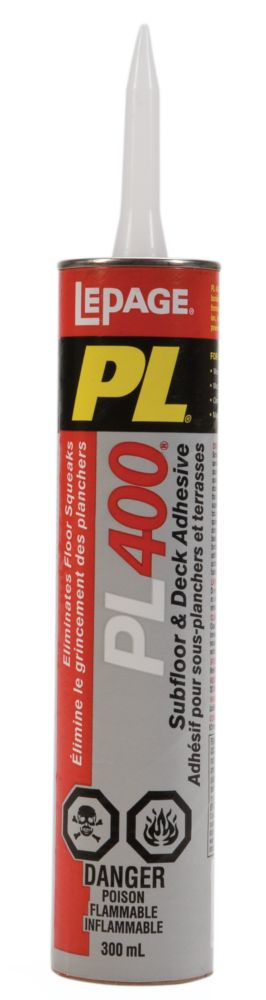 LEPAGE®
PL®
Eliminates Floor Squeaks
Élimine le grincement des planchers
PL400®
Subfloor & Deck Adhesive
Adhésif pour sous-planchers et terrasses
DANGER
POISON
FLAMMABLE
INFLAMMABLE
300 mL